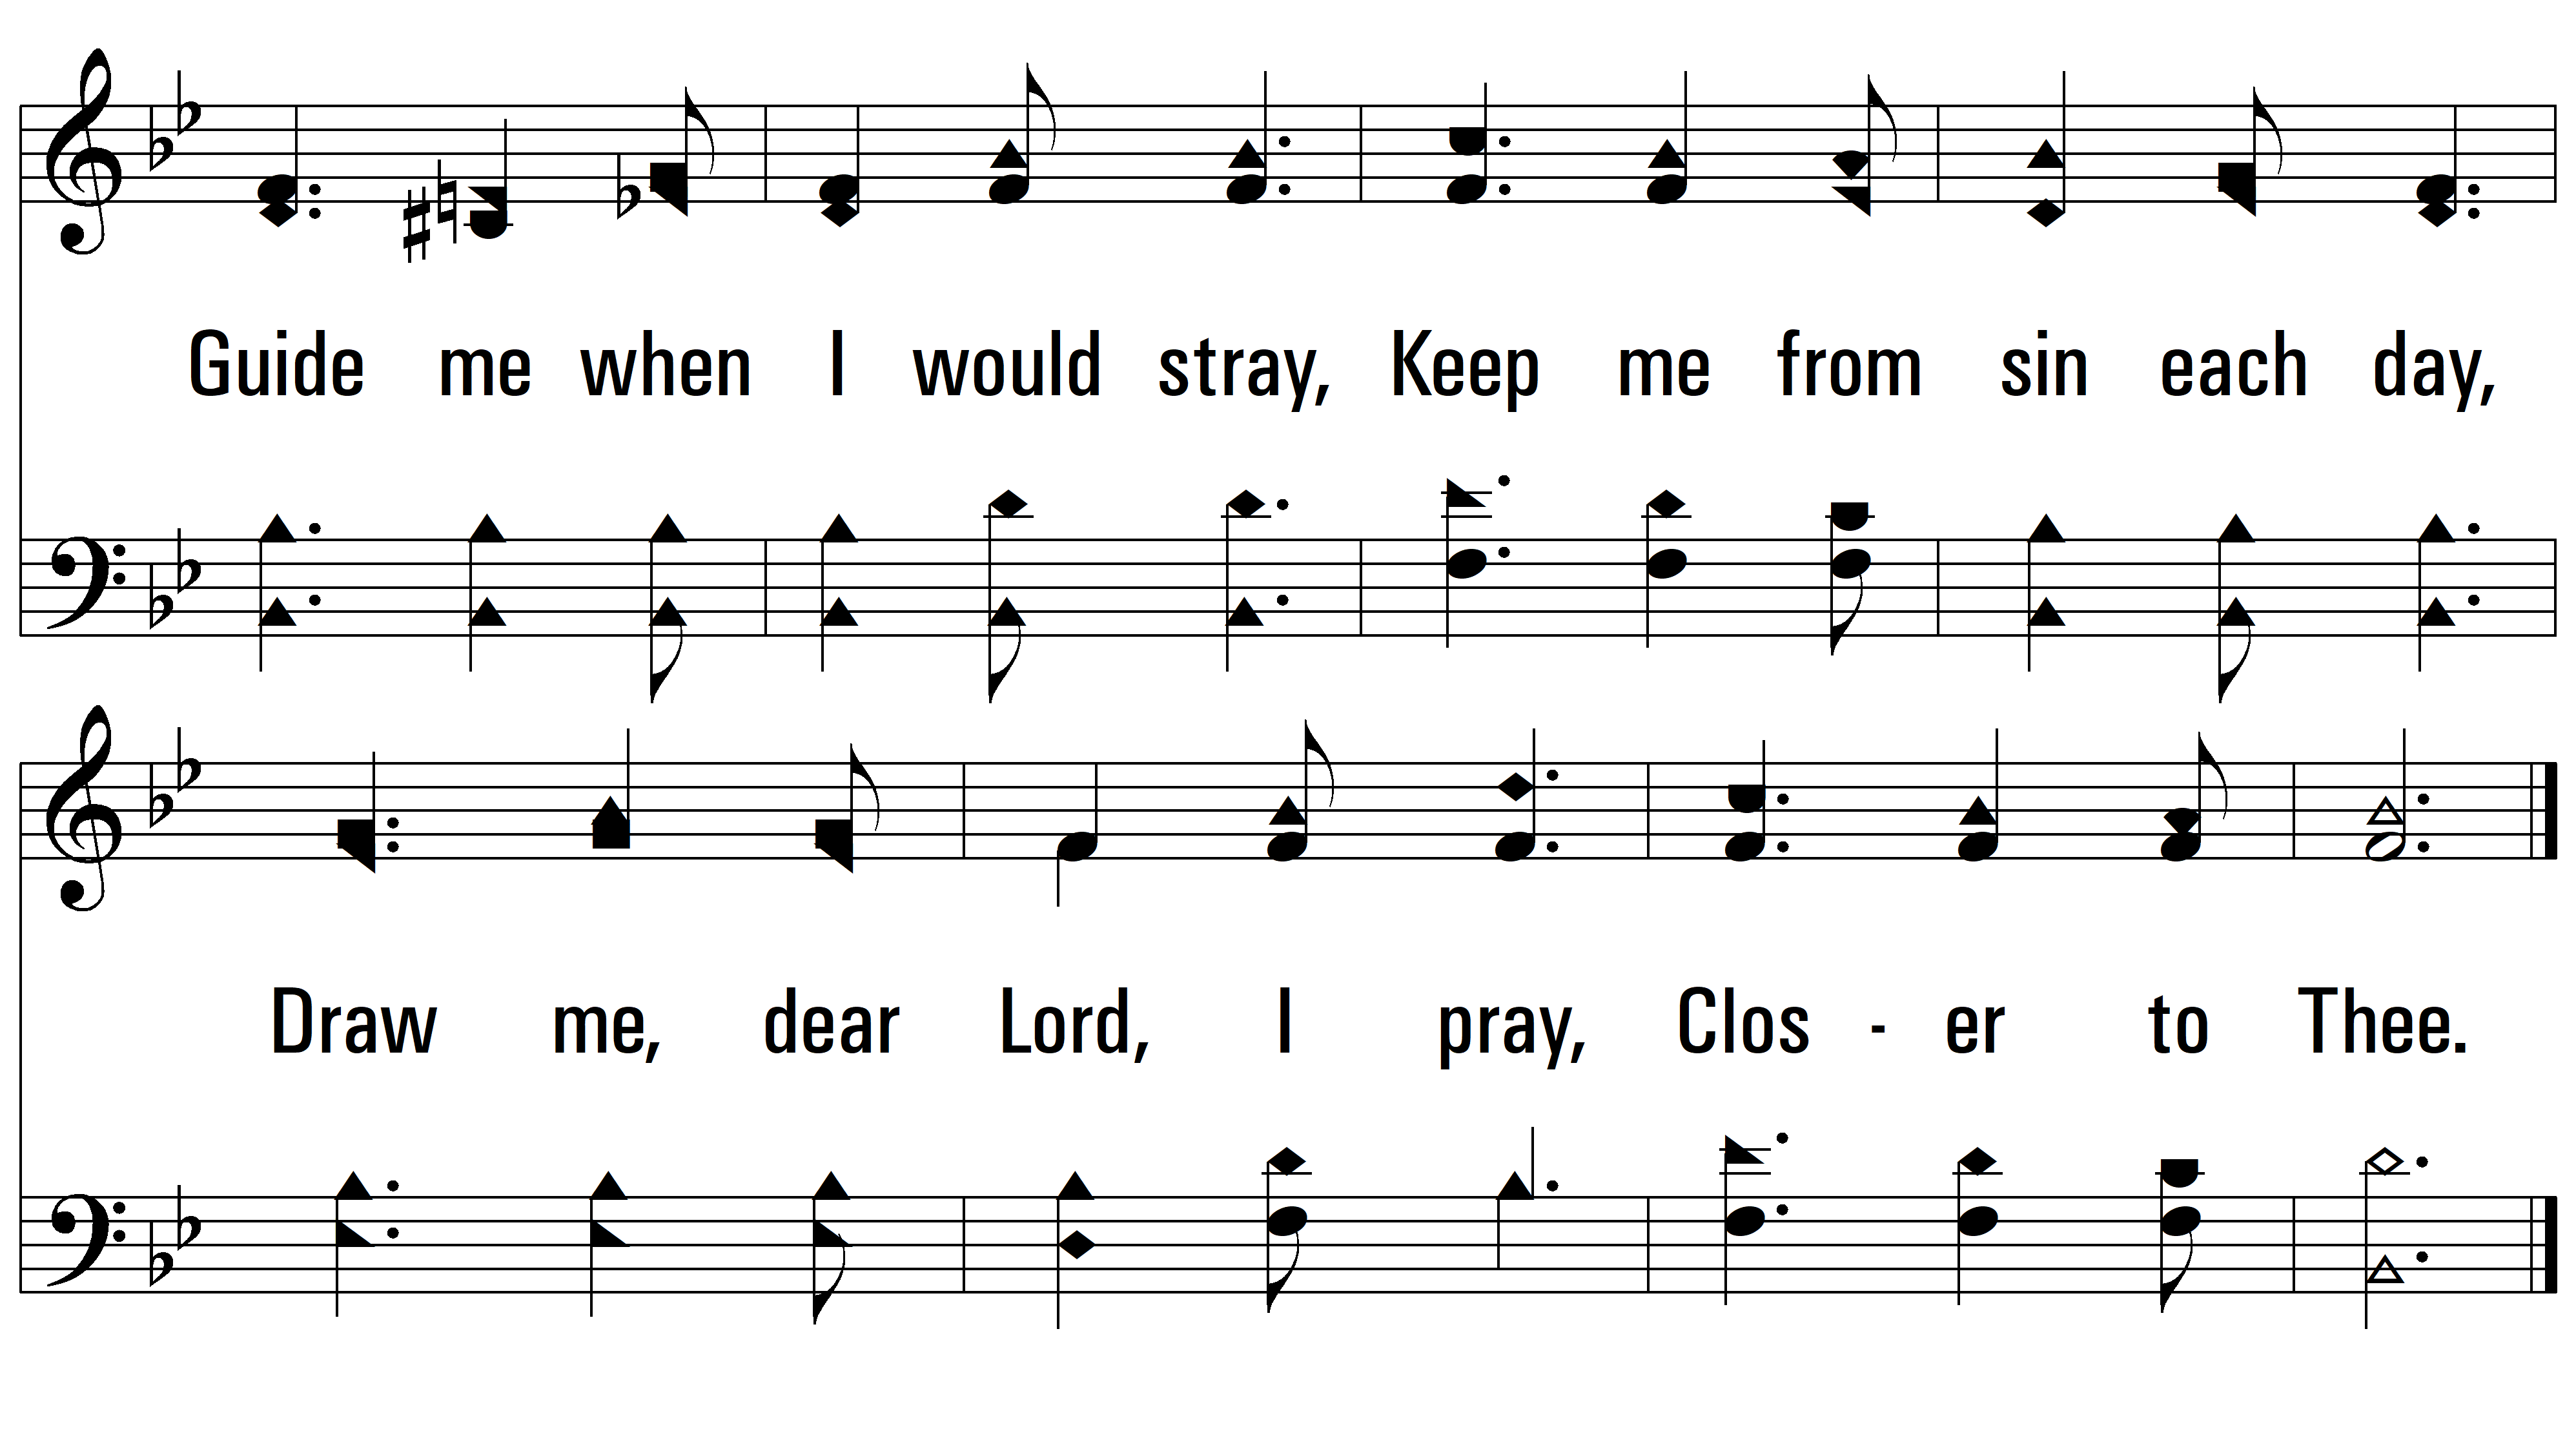 Guide me when I would stray, Keep me from sin each day,
Draw me, dear Lord, I pray, Clos - er to Thee.